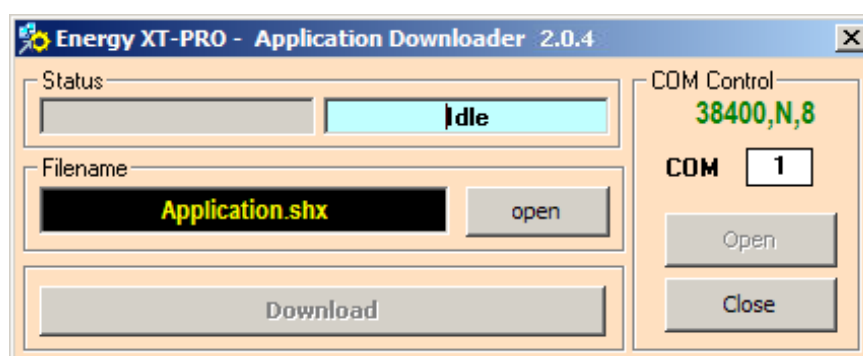 Energy XT-PRO - Application Downloader 2.0.4
Status
Idle
Filename
Application.shx
open
Download
COM Control
38400,N,8
COM 1
Open
Close